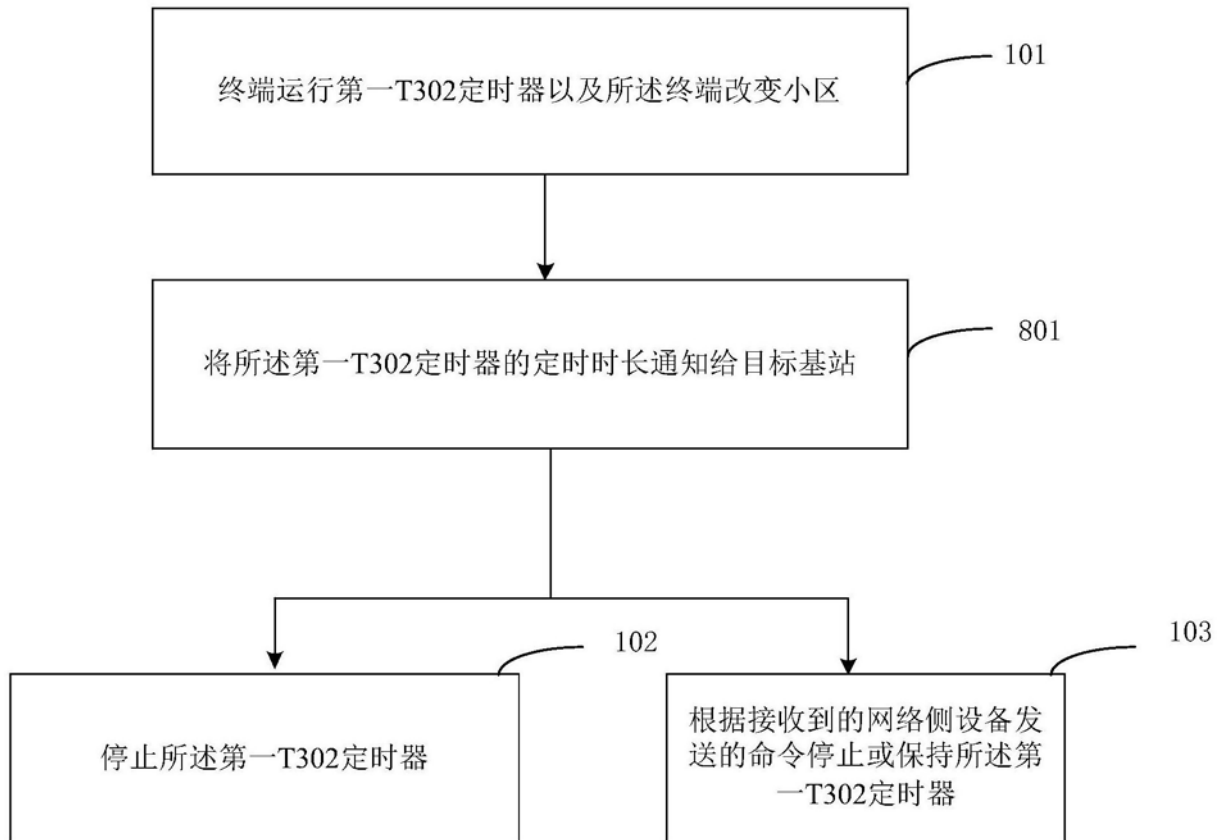 终端运行第一T302定时器以及所述终端改变小区
101
将所述第一T302定时器的定时时长通知给目标基站
801
102
103
停止所述第一T302定时器
根据接收到的网络侧设备发
送的命令停止或保持所述第
一T302定时器